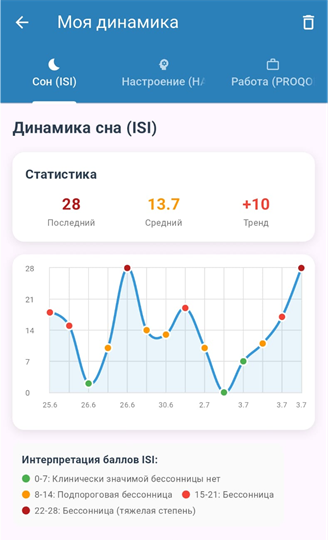 Моя динамика
Сон (ISI) Настроение (HA Работа (PROQO
Динамика сна (ISI)
Статистика
28 13.7 +10
Последний Средний Тренд
28
21
14
7
0
25.6 26.6 26.6 30.6 2.7 3.7 3.7 3.7
Интерпретация баллов ISI:
0-7: Клинически значимой бессонницы нет
8-14: Подпороговая бессонница 15-21: Бессонница
22-28: Бессонница (тяжелая степень)